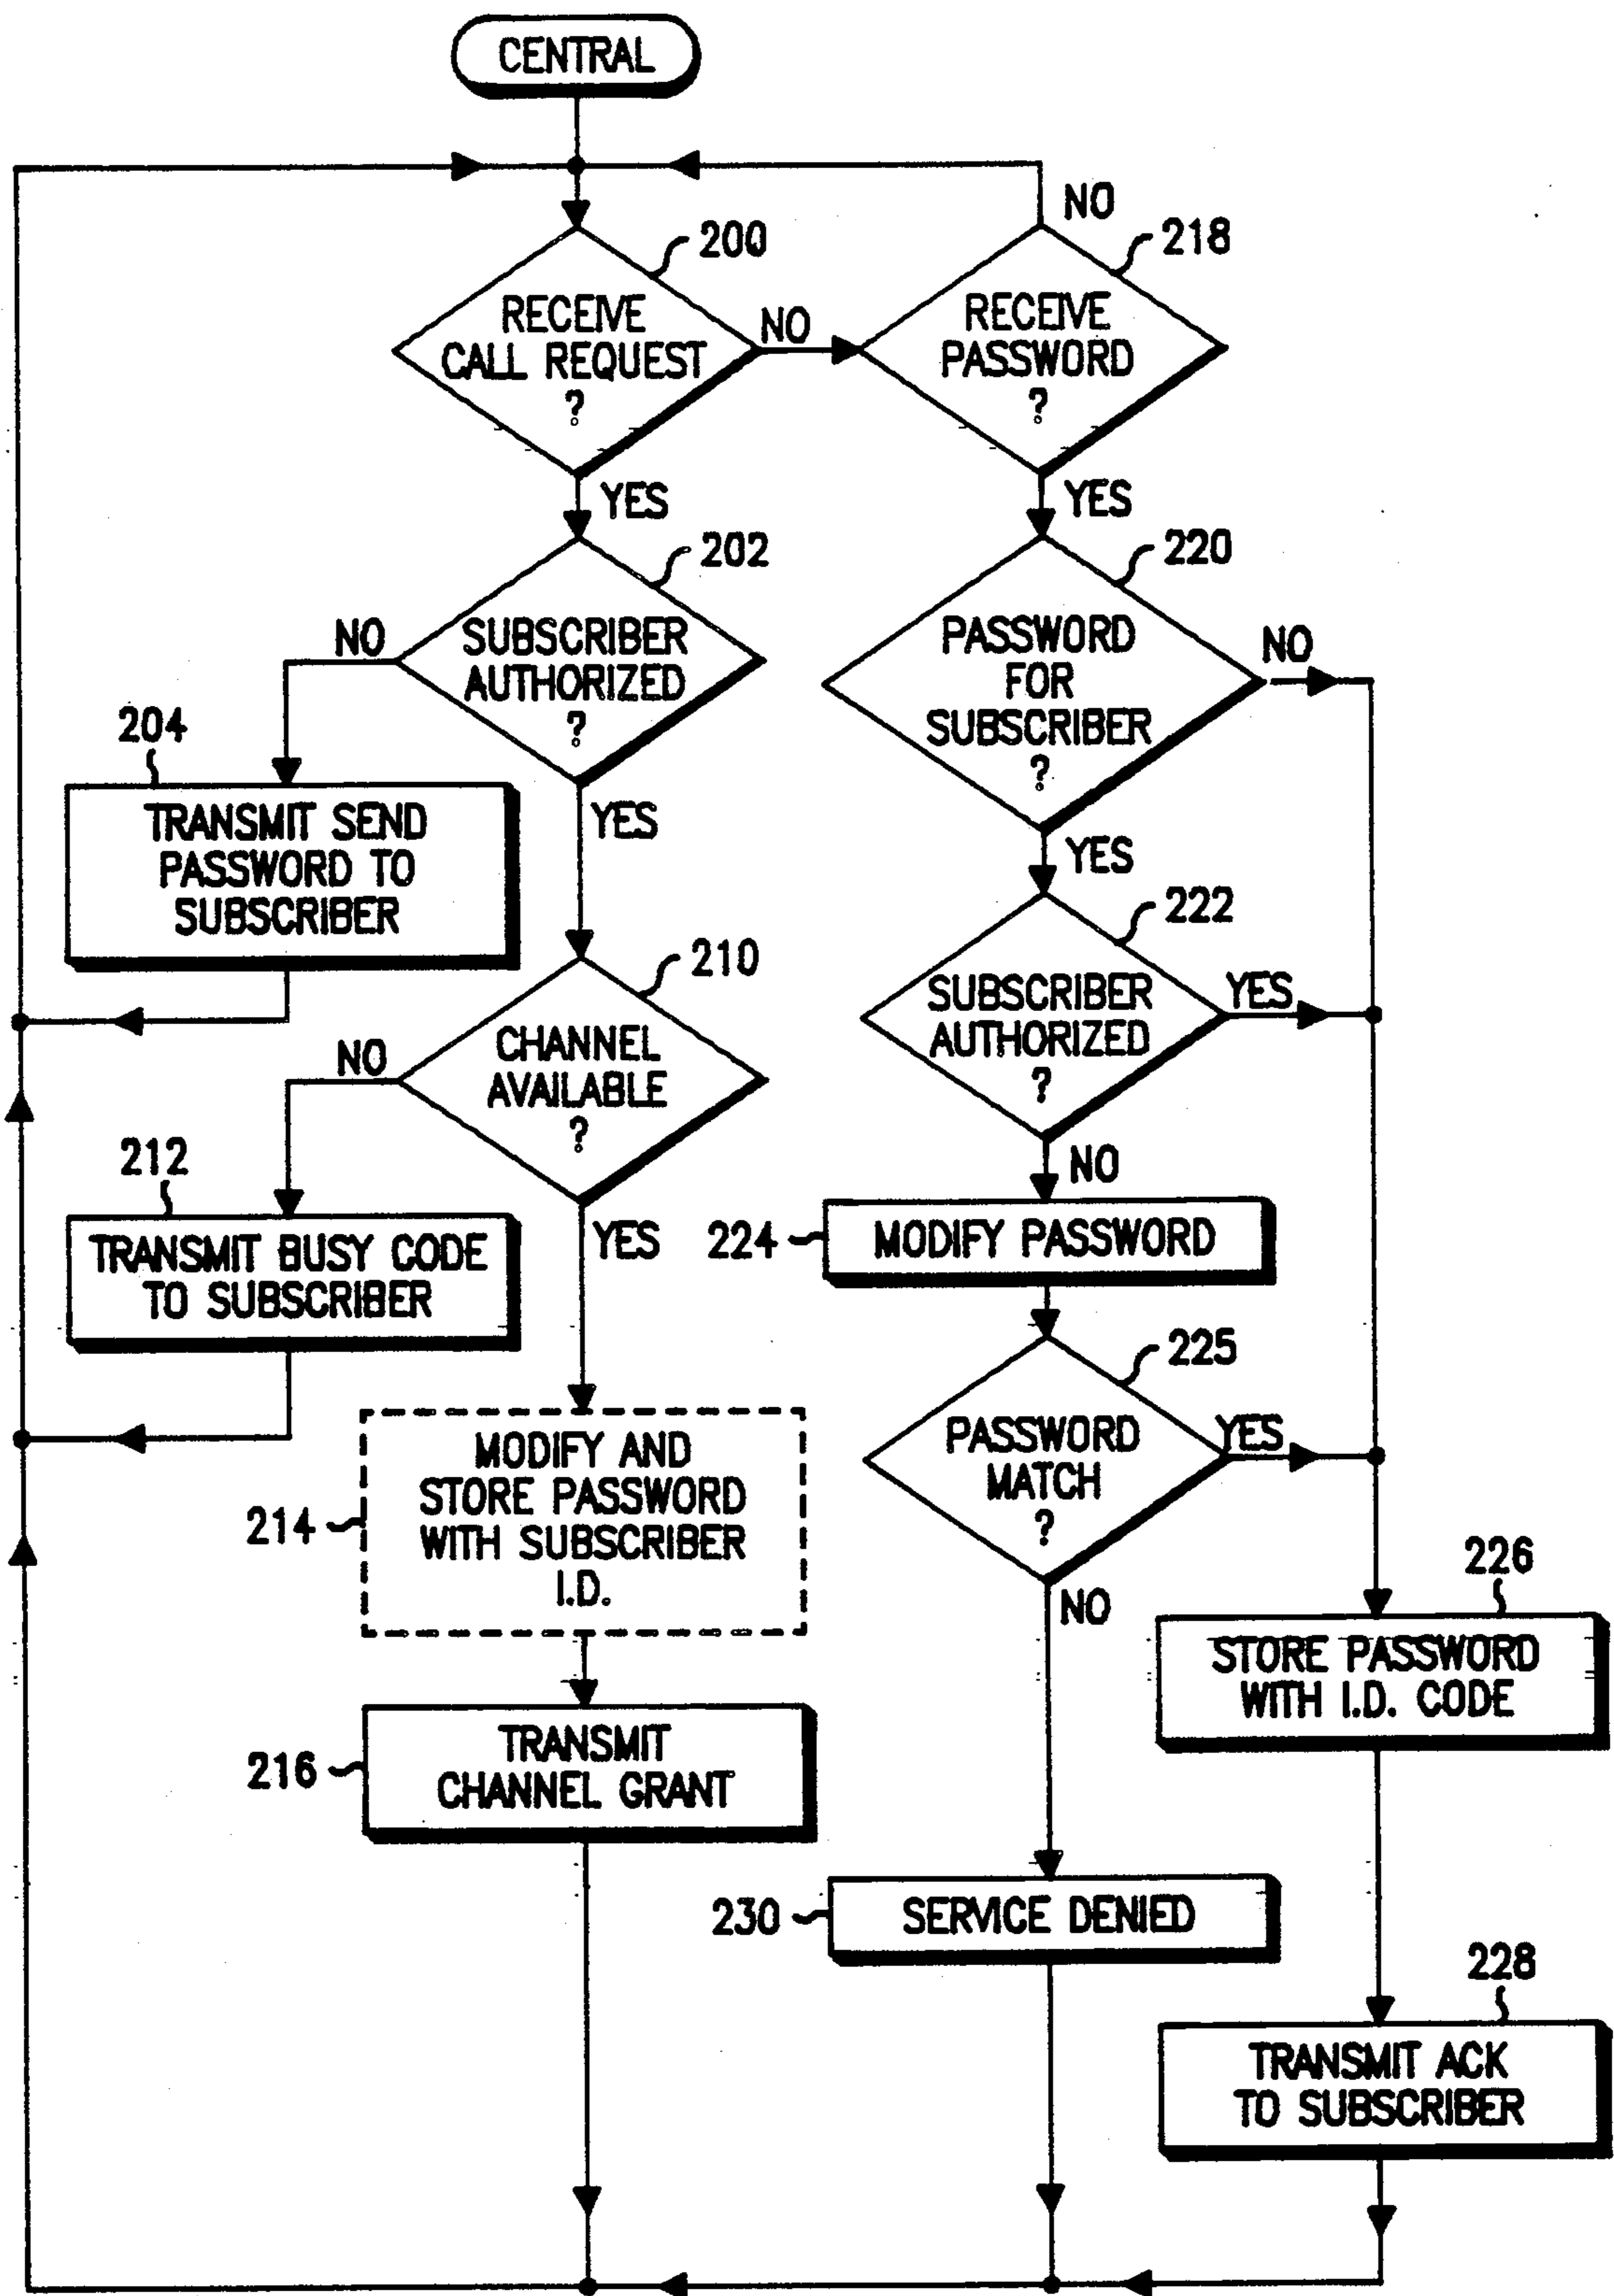 CENTRAL
NO
200
218
RECEIVE
CALL REQUEST
?
NO
RECEIVE
PASSWORD
?
YES
YES
202
220
NO
SUBSCRIBER
AUTHORIZED
?
PASSWORD
FOR
SUBSCRIBER
?
NO
204
TRANSMIT SEND
PASSWORD TO
SUBSCRIBER
YES
YES
222
210
SUBSCRIBER
AUTHORIZED
?
YES
NO
CHANNEL
AVAILABLE
?
212
NO
TRANSMIT BUSY CODE
TO SUBSCRIBER
YES
224
MODIFY PASSWORD
225
PASSWORD
MATCH
?
YES
214
MODIFY AND
STORE PASSWORD
WITH SUBSCRIBER
I.D.
NO
226
STORE PASSWORD
WITH I.D. CODE
216
TRANSMIT
CHANNEL GRANT
230
SERVICE DENIED
228
TRANSMIT ACK
TO SUBSCRIBER